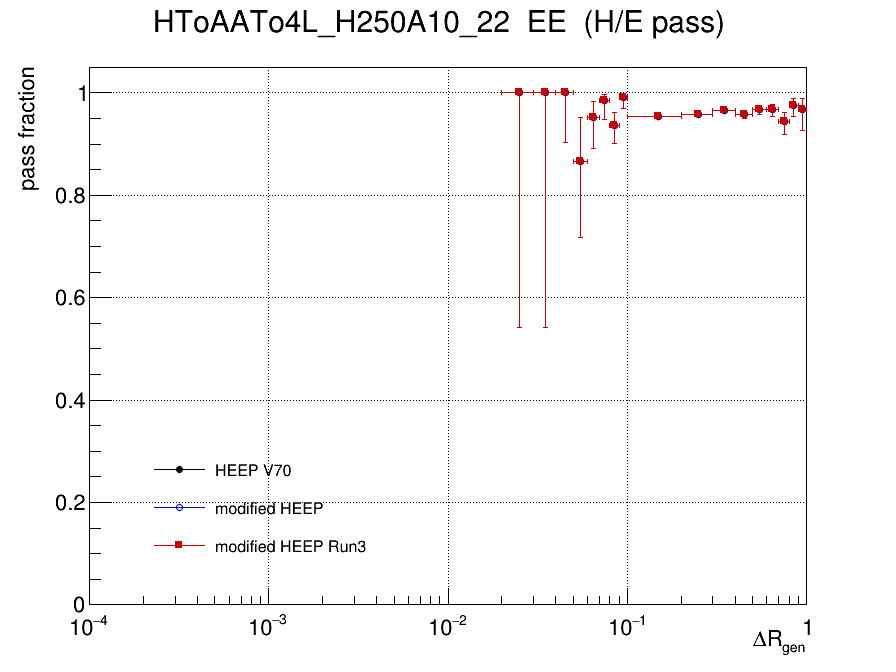 HToAATo4L_H250A10_22 EE (H/E pass)
pass fraction
1
0.8
0.6
0.4
0.2
0
HEEP V70
modified HEEP
modified HEEP Run3
10⁻⁴ 10⁻³ 10⁻² 10⁻¹ 1
ΔR_gen